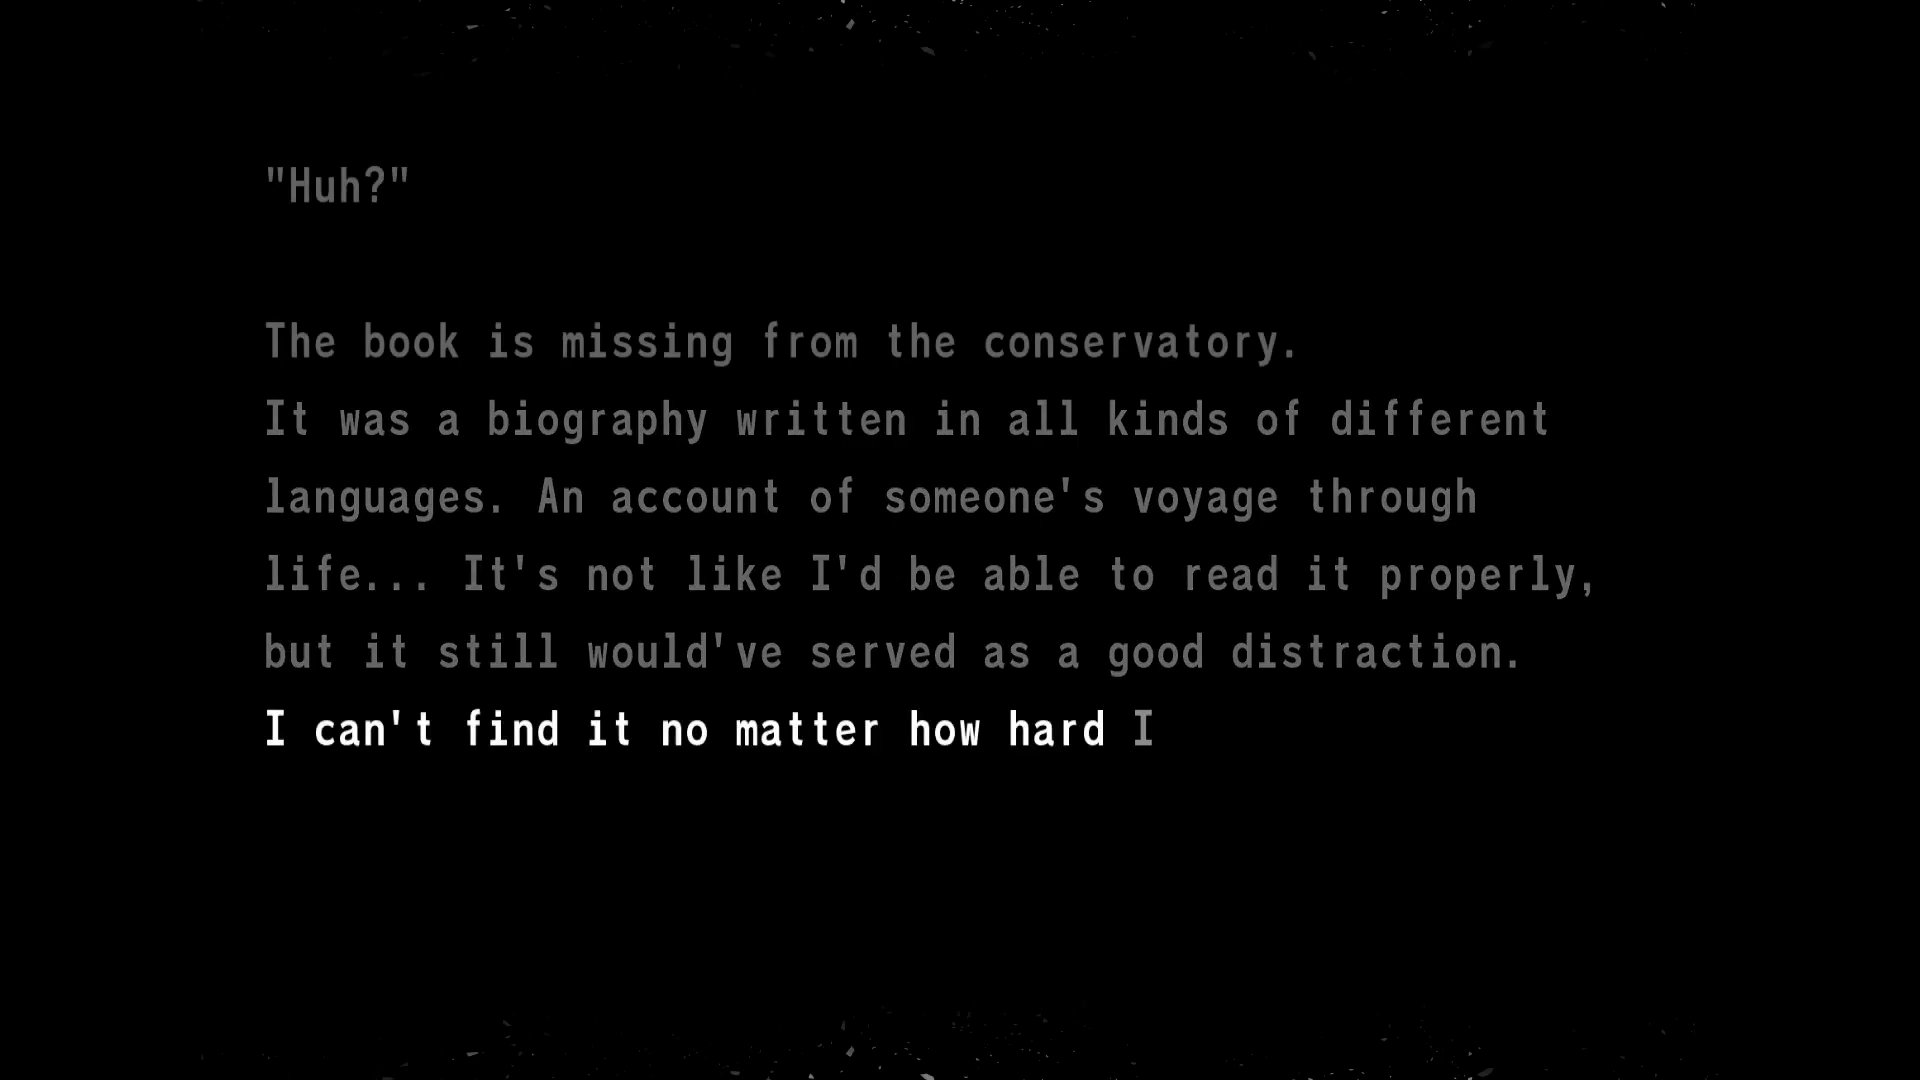 "Huh?"
The book is missing from the conservatory.
It was a biography written in all kinds of different
languages. An account of someone's voyage through
life... It's not like I'd be able to read it properly,
but it still would've served as a good distraction.
I can't find it no matter how hard I